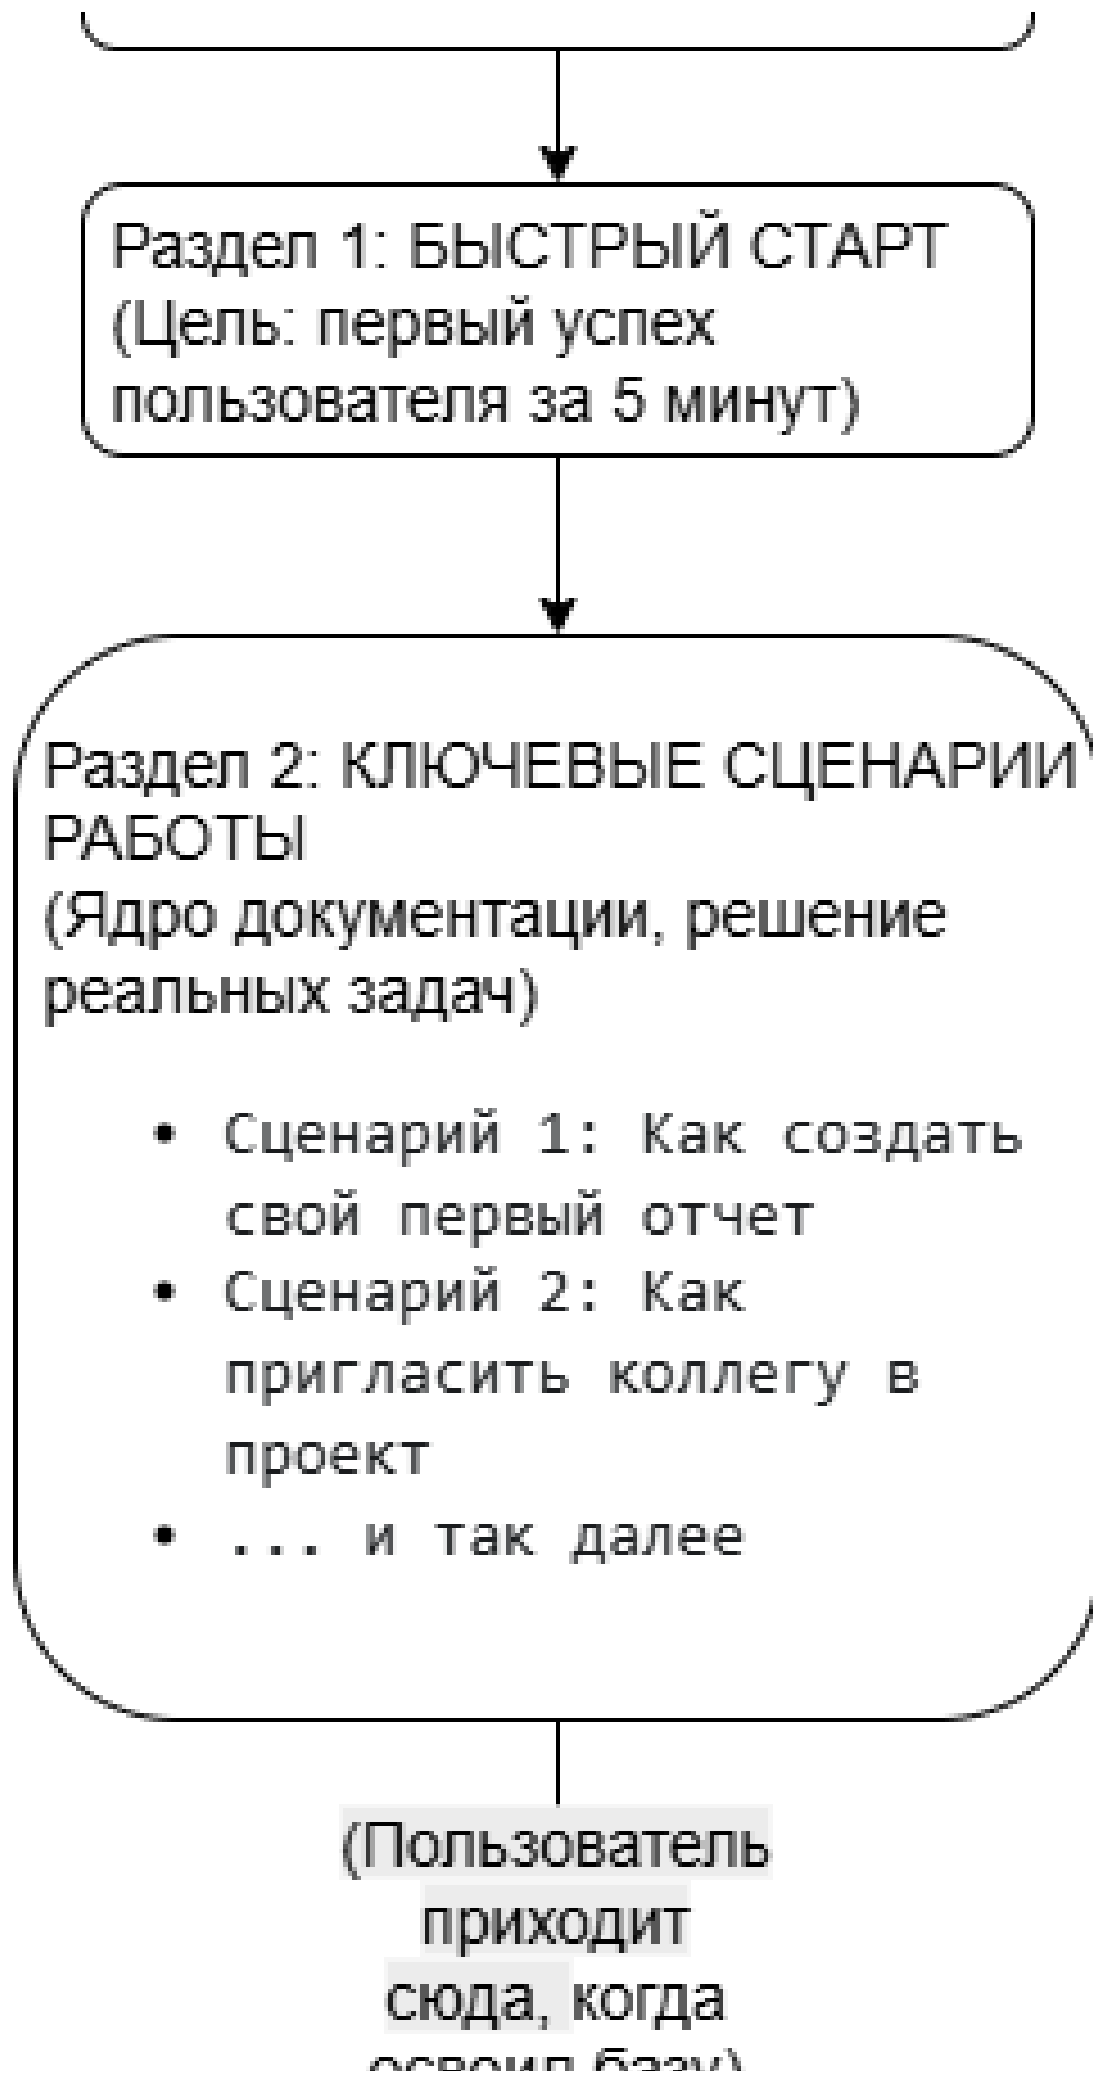 Раздел 1: БЫСТРЫЙ СТАРТ
(Цель: первый успех
пользователя за 5 минут)
Раздел 2: КЛЮЧЕВЫЕ СЦЕНАРИИ
РАБОТЫ
(Ядро документации, решение
реальных задач)
• Сценарий 1: Как создать
свой первый отчет
• Сценарий 2: Как
пригласить коллегу в
проект
• ... и так далее
(Пользователь
приходит
сюда, когда
освоил базу)